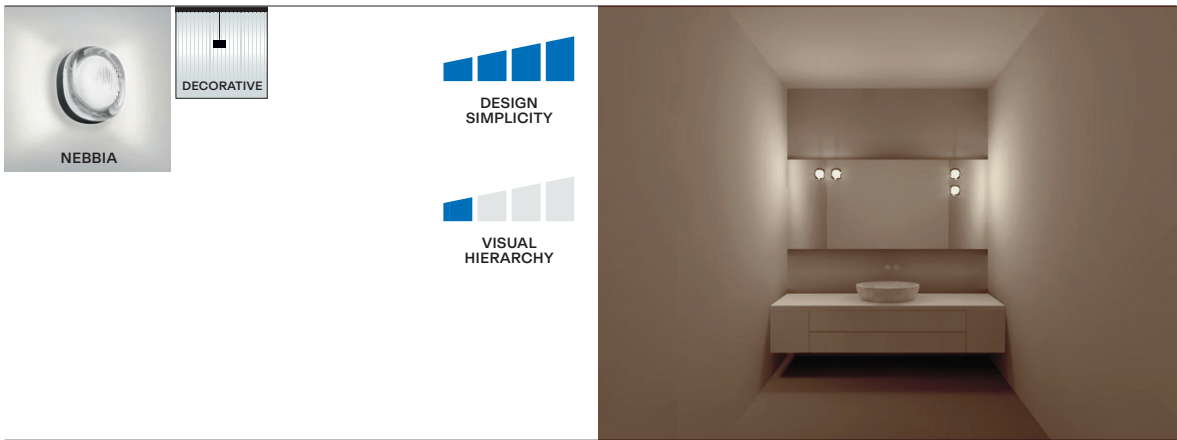 NEBBIA
DECORATIVE
DESIGN
SIMPLICITY
VISUAL
HIERARCHY